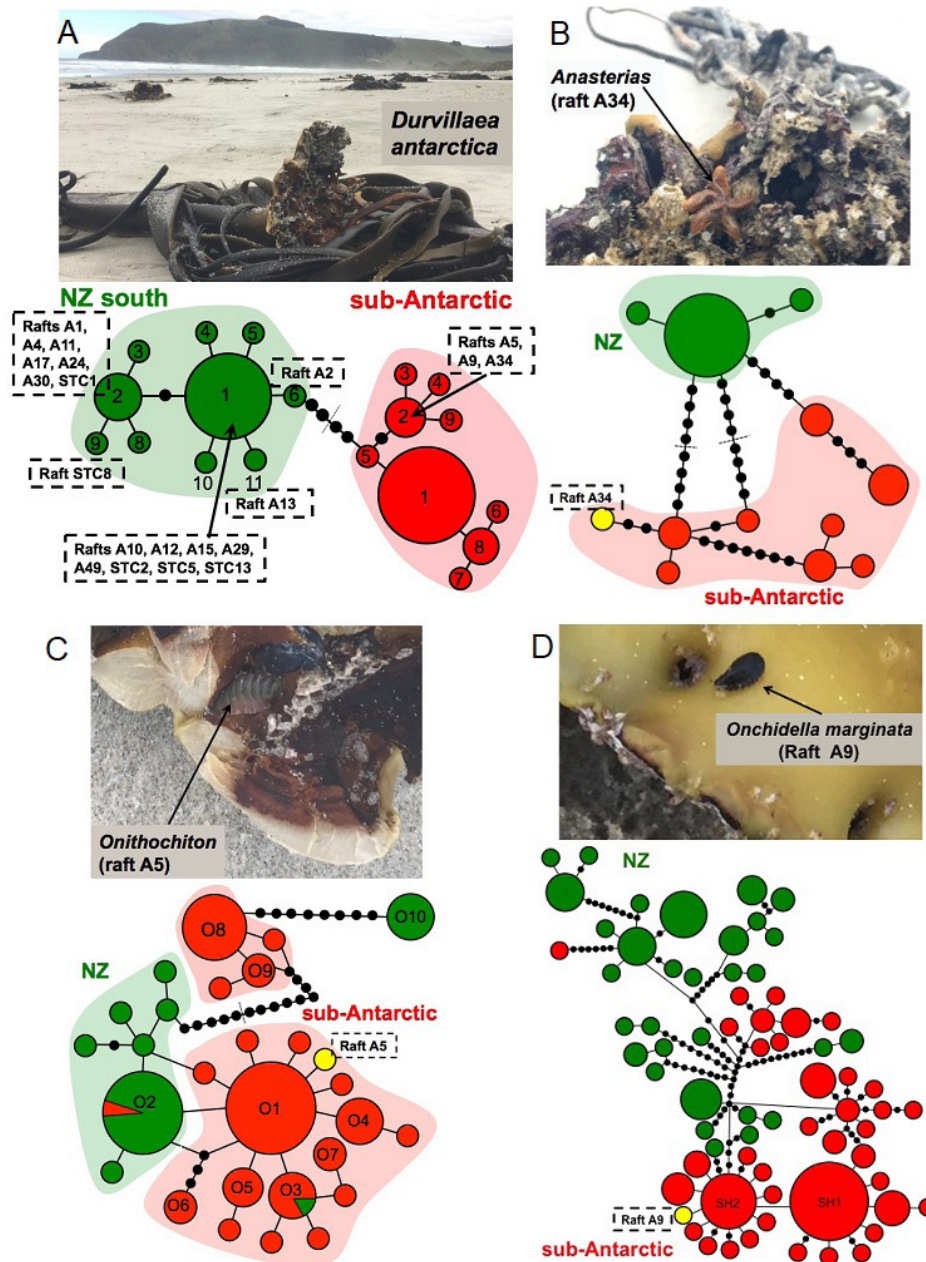 A
Durvillaea
antarctica
NZ south
sub-Antarctic
Rafts A1,
A4, A11,
A17, A24,
A30, STC1
Raft A2
Rafts A5,
A9, A34
3
4
5
2
1
6
9
8
10
11
Raft STC8
Raft A13
Rafts A10, A12, A15, A29,
A49, STC2, STC5, STC13
3
4
2
9
5
1
6
8
7
B
Anasterias
(raft A34)
NZ
Raft A34
sub-Antarctic
C
Onithochiton
(raft A5)
O8
O10
O9
NZ
sub-Antarctic
Raft A5
O2
O1
O4
O7
O5
O3
O6
D
Onchidella marginata
(Raft A9)
NZ
SH2
SH1
Raft A9
sub-Antarctic